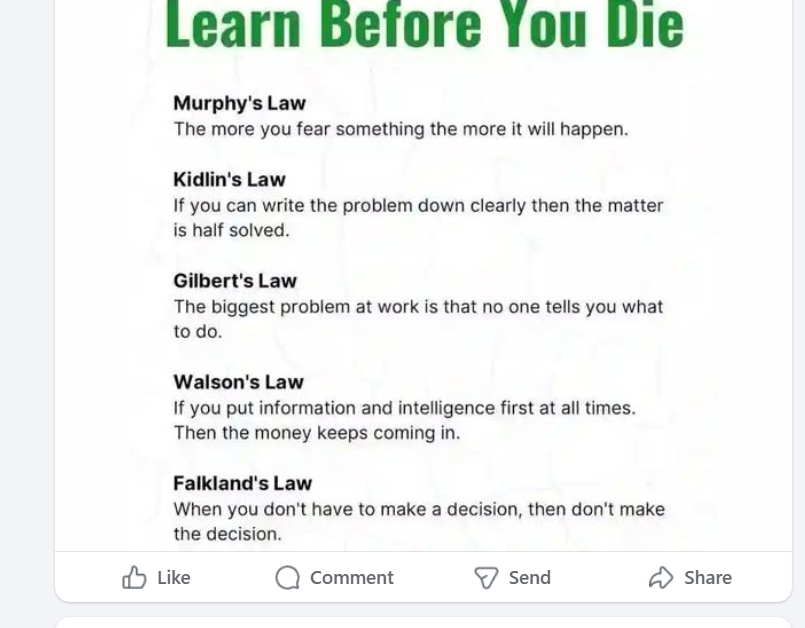 Learn Before You Die
Murphy's Law
The more you fear something the more it will happen.
Kidlin's Law
If you can write the problem down clearly then the matter
is half solved.
Gilbert's Law
The biggest problem at work is that no one tells you what
to do.
Walson's Law
If you put information and intelligence first at all times.
Then the money keeps coming in.
Falkland's Law
When you don't have to make a decision, then don't make
the decision.
Like Comment Send Share